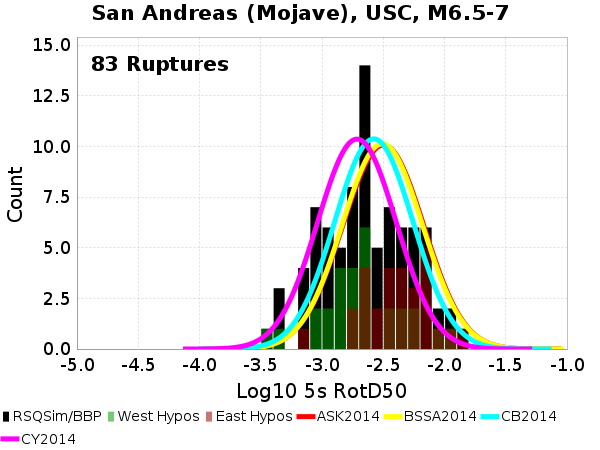 San Andreas (Mojave), USC, M6.5-7
83 Ruptures
15.0
12.5
10.0
7.5
5.0
2.5
0.0
Count
-5.0 -4.5 -4.0 -3.5 -3.0 -2.5 -2.0 -1.5 -1.0
Log10 5s RotD50
RSQSim/BBP West Hypos East Hypos ASK2014 BSSA2014 CB2014
CY2014